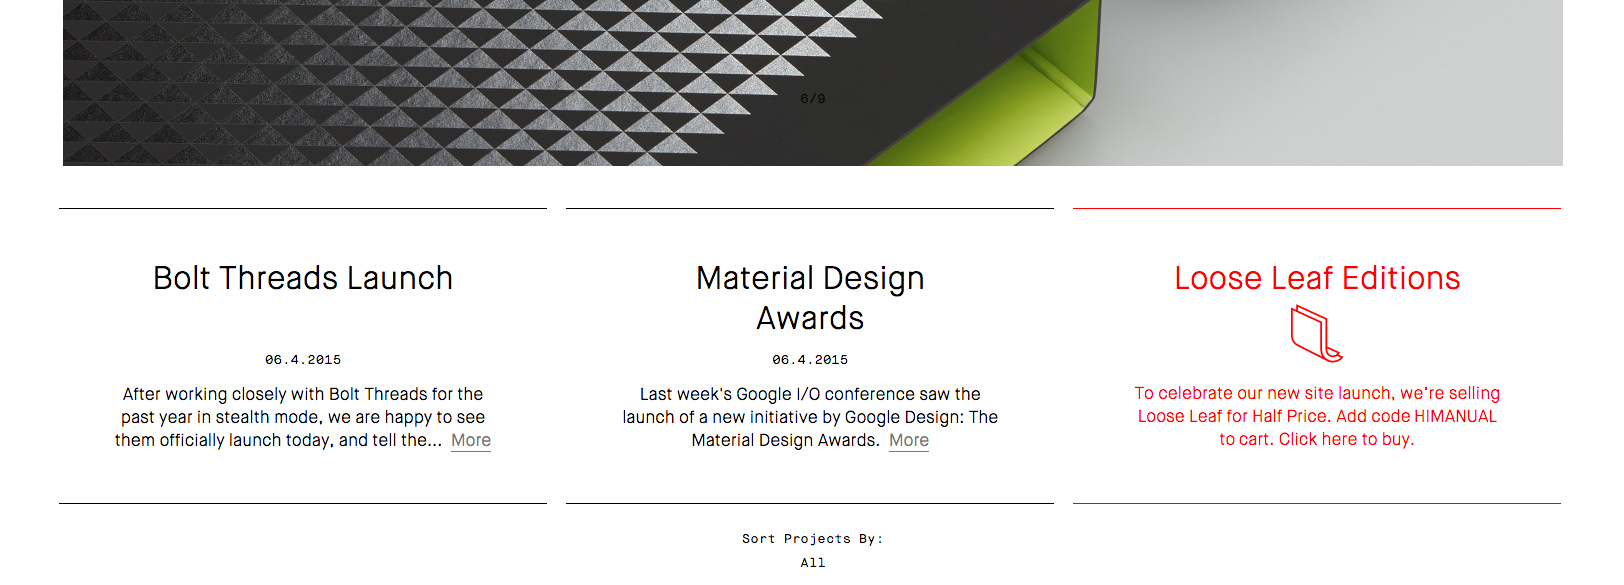 6/9
Bolt Threads Launch
06.4.2015
After working closely with Bolt Threads for the
past year in stealth mode, we are happy to see
them officially launch today, and tell the... More
Material Design
Awards
06.4.2015
Last week's Google I/O conference saw the
launch of a new initiative by Google Design: The
Material Design Awards. More
Loose Leaf Editions
To celebrate our new site launch, we're selling
Loose Leaf for Half Price. Add code HIMANUAL
to cart. Click here to buy.
Sort Projects By:
All